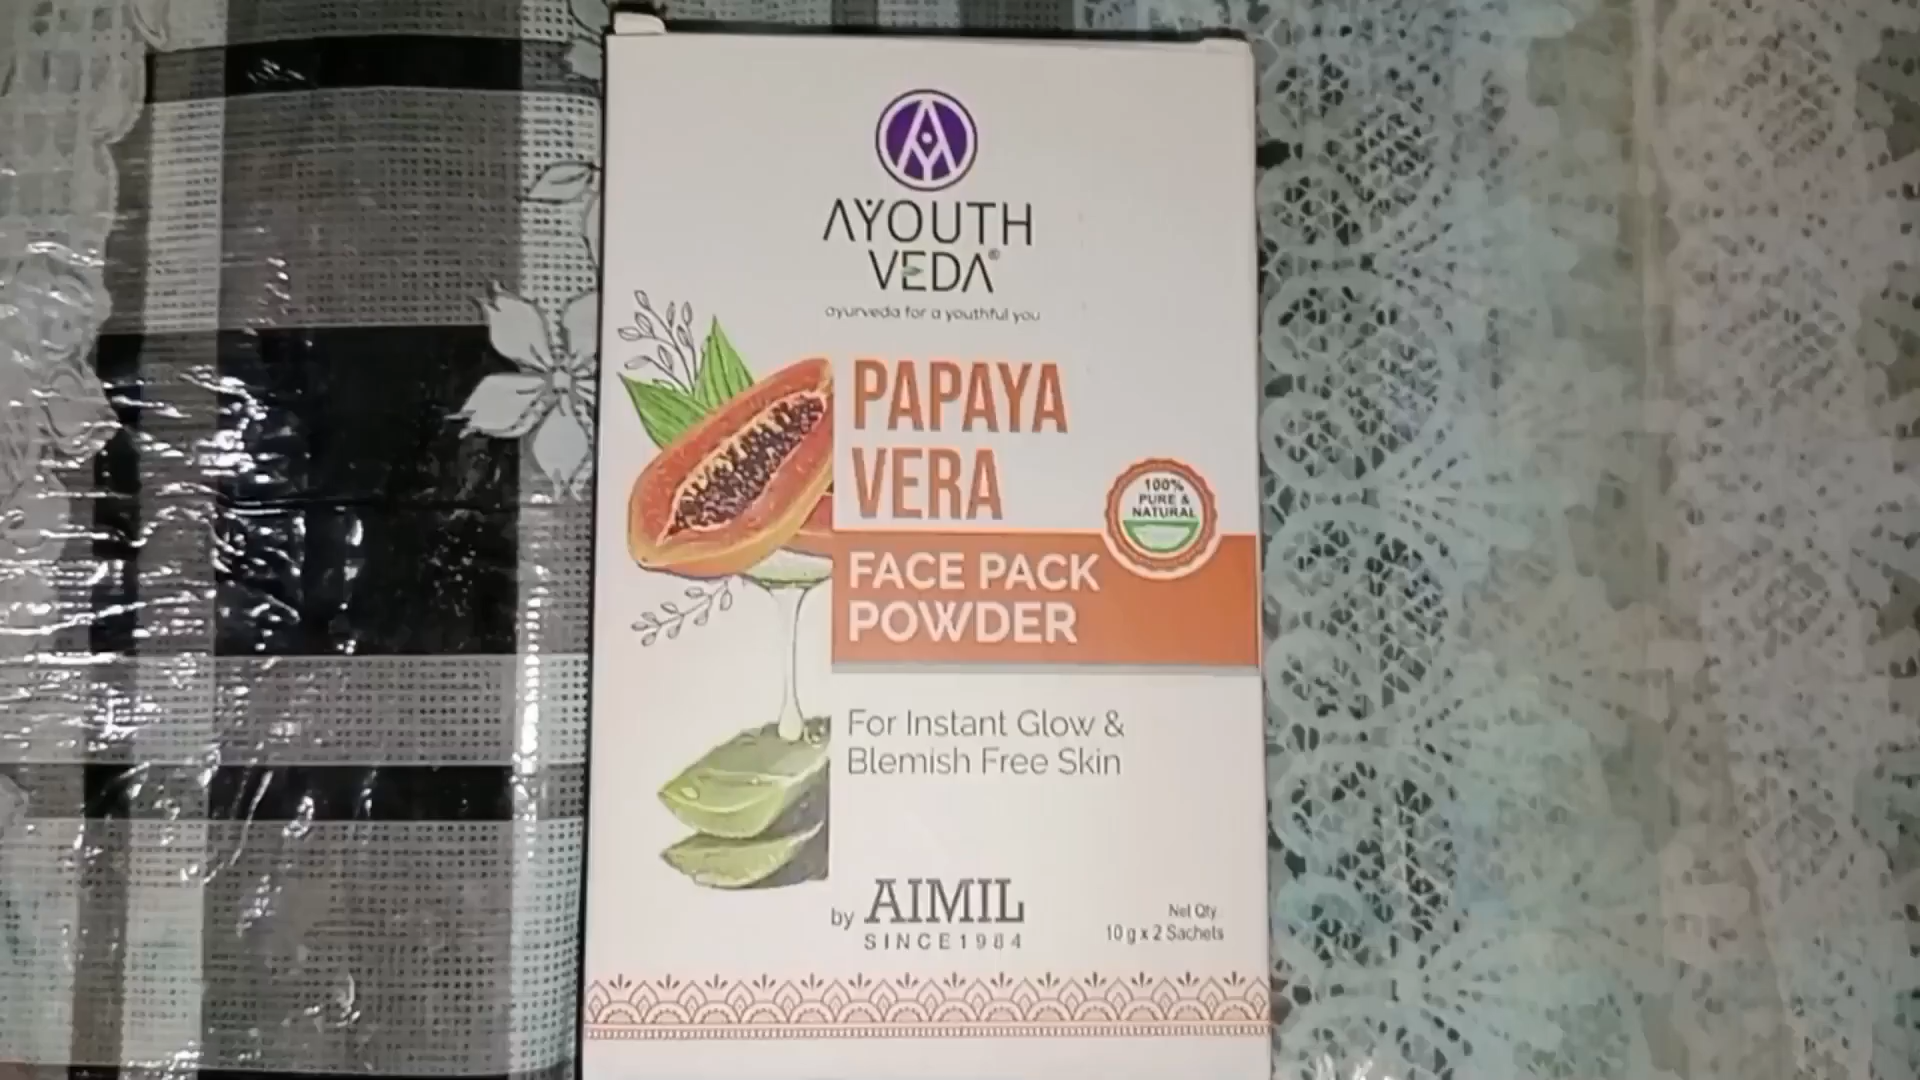 AYOUTH
VEDA®
ayurveda for a youthful you
PAPAYA
VERA
100%
PURE &
NATURAL
FACE PACK
POWDER
For Instant Glow &
Blemish Free Skin
by AIMIL
SINCE1984
Net Qty.
10 g x 2 Sachets